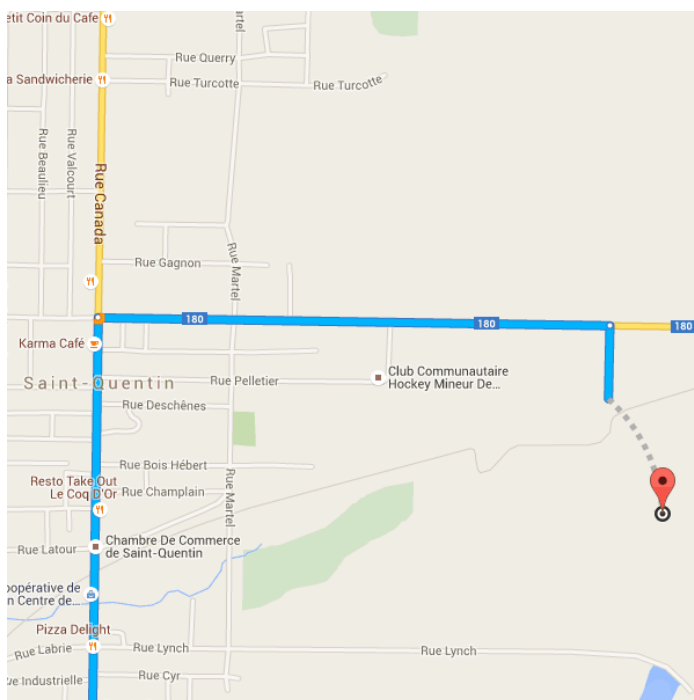 etit Coin du Cafe
Rue Querry
a Sandwicherie
Rue Turcotte
Rue Turcotte
Martel
Rue Beaulieu
Rue Valcourt
Rue Canada
Rue Martel
Rue Gagnon
180
180
180
Karma Café
Saint-Quentin
Rue Pelletier
Club Communautaire
Hockey Mineur De...
Rue Deschênes
Rue Bois Hébert
Resto Take Out
Le Coq D'Or
Rue Champlain
Rue Martel
Rue Latour
Chambre De Commerce
de Saint-Quentin
oopérative de
n Centre de...
Pizza Delight
Rue Labrie
Rue Lynch
Rue Lynch
ue Industrielle
Rue Cyr